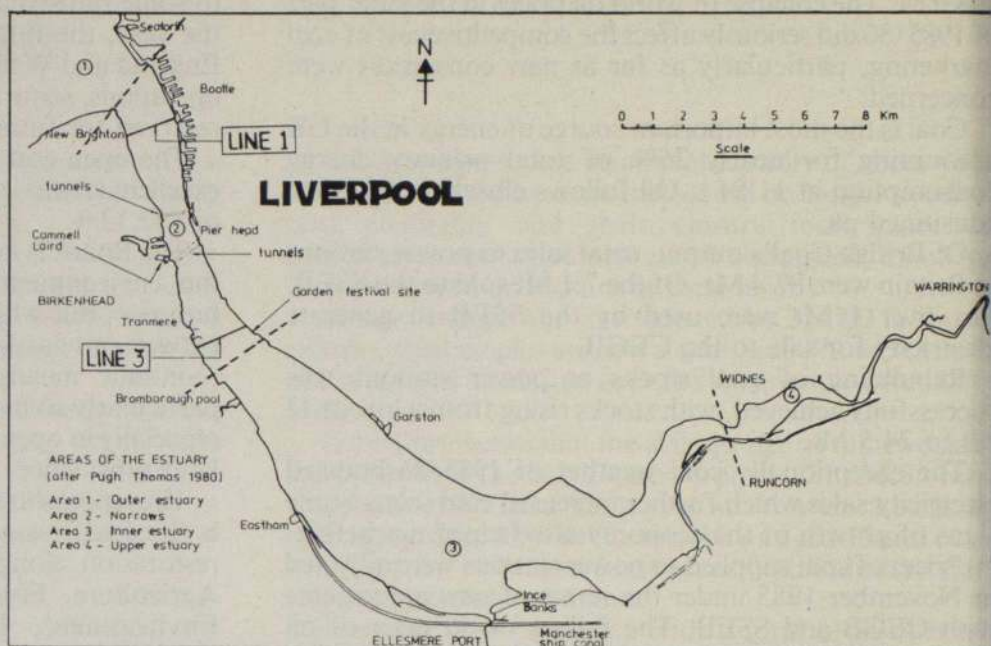 Seaforth
①
N
Bootle
0 1 2 3 4 5 6 7 8 Km
Scale
New Brighton
LINE 1
tunnels
LIVERPOOL
②
Pier head
Cammell
Laird
tunnels
BIRKENHEAD
Garden festival site
WARRINGTON
Tranmere
LINE 3
WIDNES
④
Bromborough pool
Garston
RUNCORN
AREAS OF THE ESTUARY
(after Pugh Thomas 1980)
Area 1 - Outer estuary
Area 2 - Narrows
Area 3 Inner estuary
Area 4 - Upper estuary
Eastham
③
Ince
Banks
ELLESMERE PORT
Manchester
ship canal